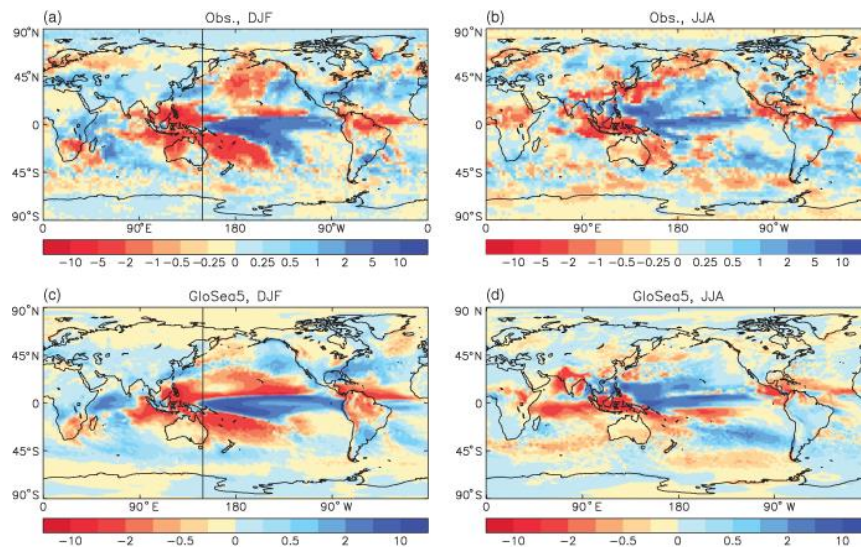 (a) Obs., DJF
90°N
45°N
0
45°S
90°S
0 90°E 180 90°W 0
−10 −5 −2 −1 −0.5 −0.25 0 0.25 0.5 1 2 5 10
(b) Obs., JJA
90°N
45°N
0
45°S
90°S
90°E 180 90°W
−10 −5 −2 −1 −0.5 −0.25 0 0.25 0.5 1 2 5 10
(c) GloSea5, DJF
90°N
45°N
0
45°S
90°S
90°E 180 90°W
−10 −2 −0.5 0 0.5 2 10
(d) GloSea5, JJA
90°N
45°N
0
45°S
90°S
90°E 180 90°W
−10 −2 −0.5 0 0.5 2 10